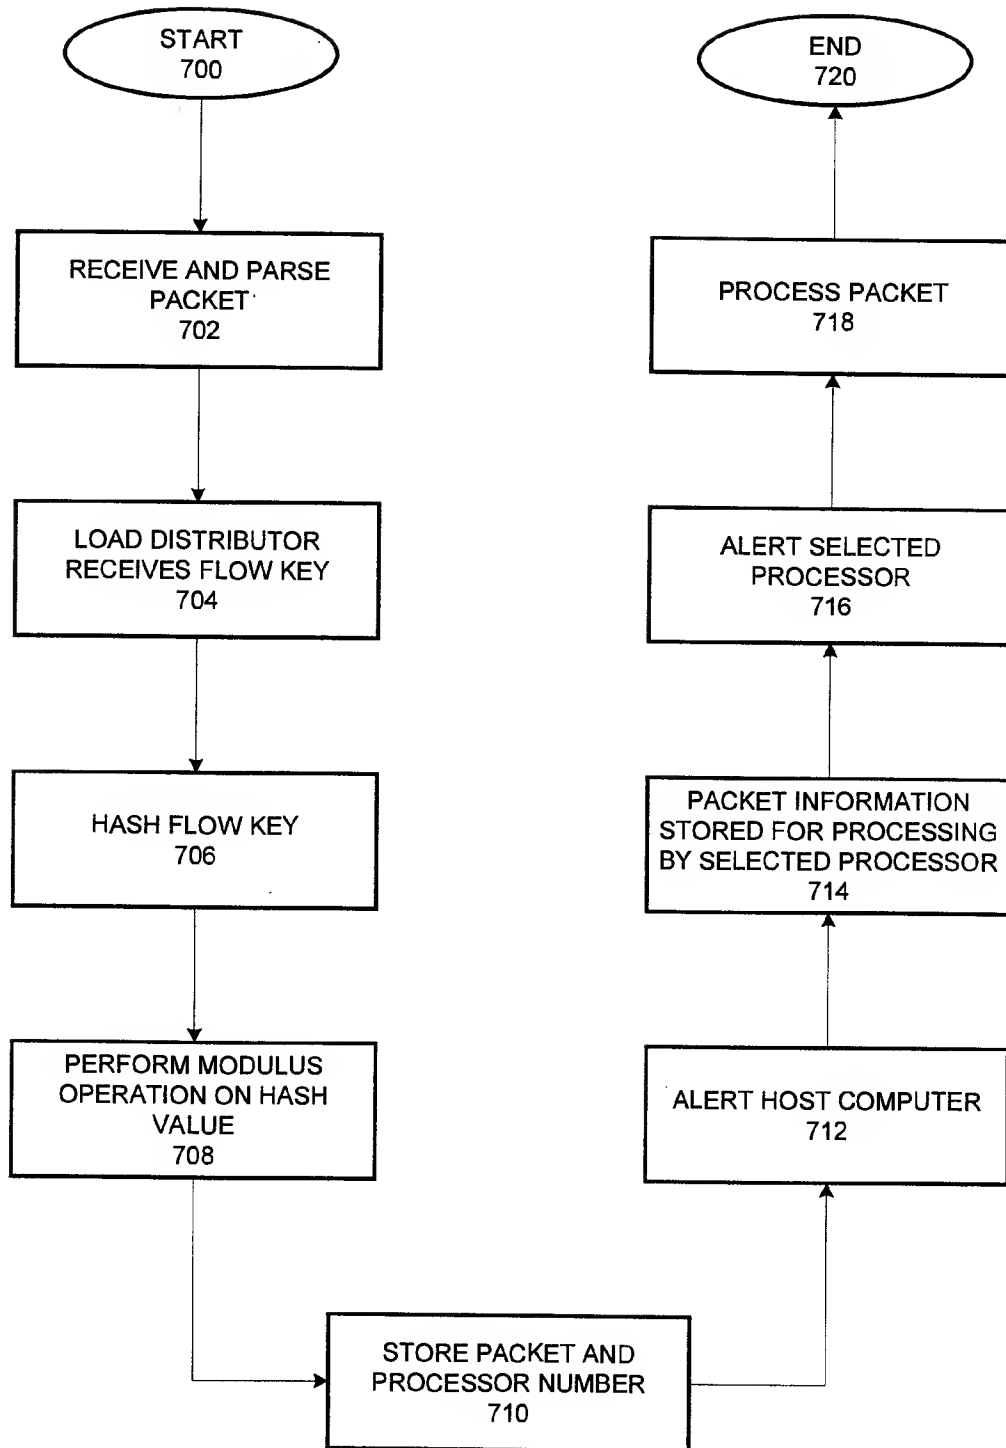 START
700
RECEIVE AND PARSE
PACKET
702
LOAD DISTRIBUTOR
RECEIVES FLOW KEY
704
HASH FLOW KEY
706
PERFORM MODULUS
OPERATION ON HASH
VALUE
708
STORE PACKET AND
PROCESSOR NUMBER
710
ALERT HOST COMPUTER
712
PACKET INFORMATION
STORED FOR PROCESSING
BY SELECTED PROCESSOR
714
ALERT SELECTED
PROCESSOR
716
PROCESS PACKET
718
END
720